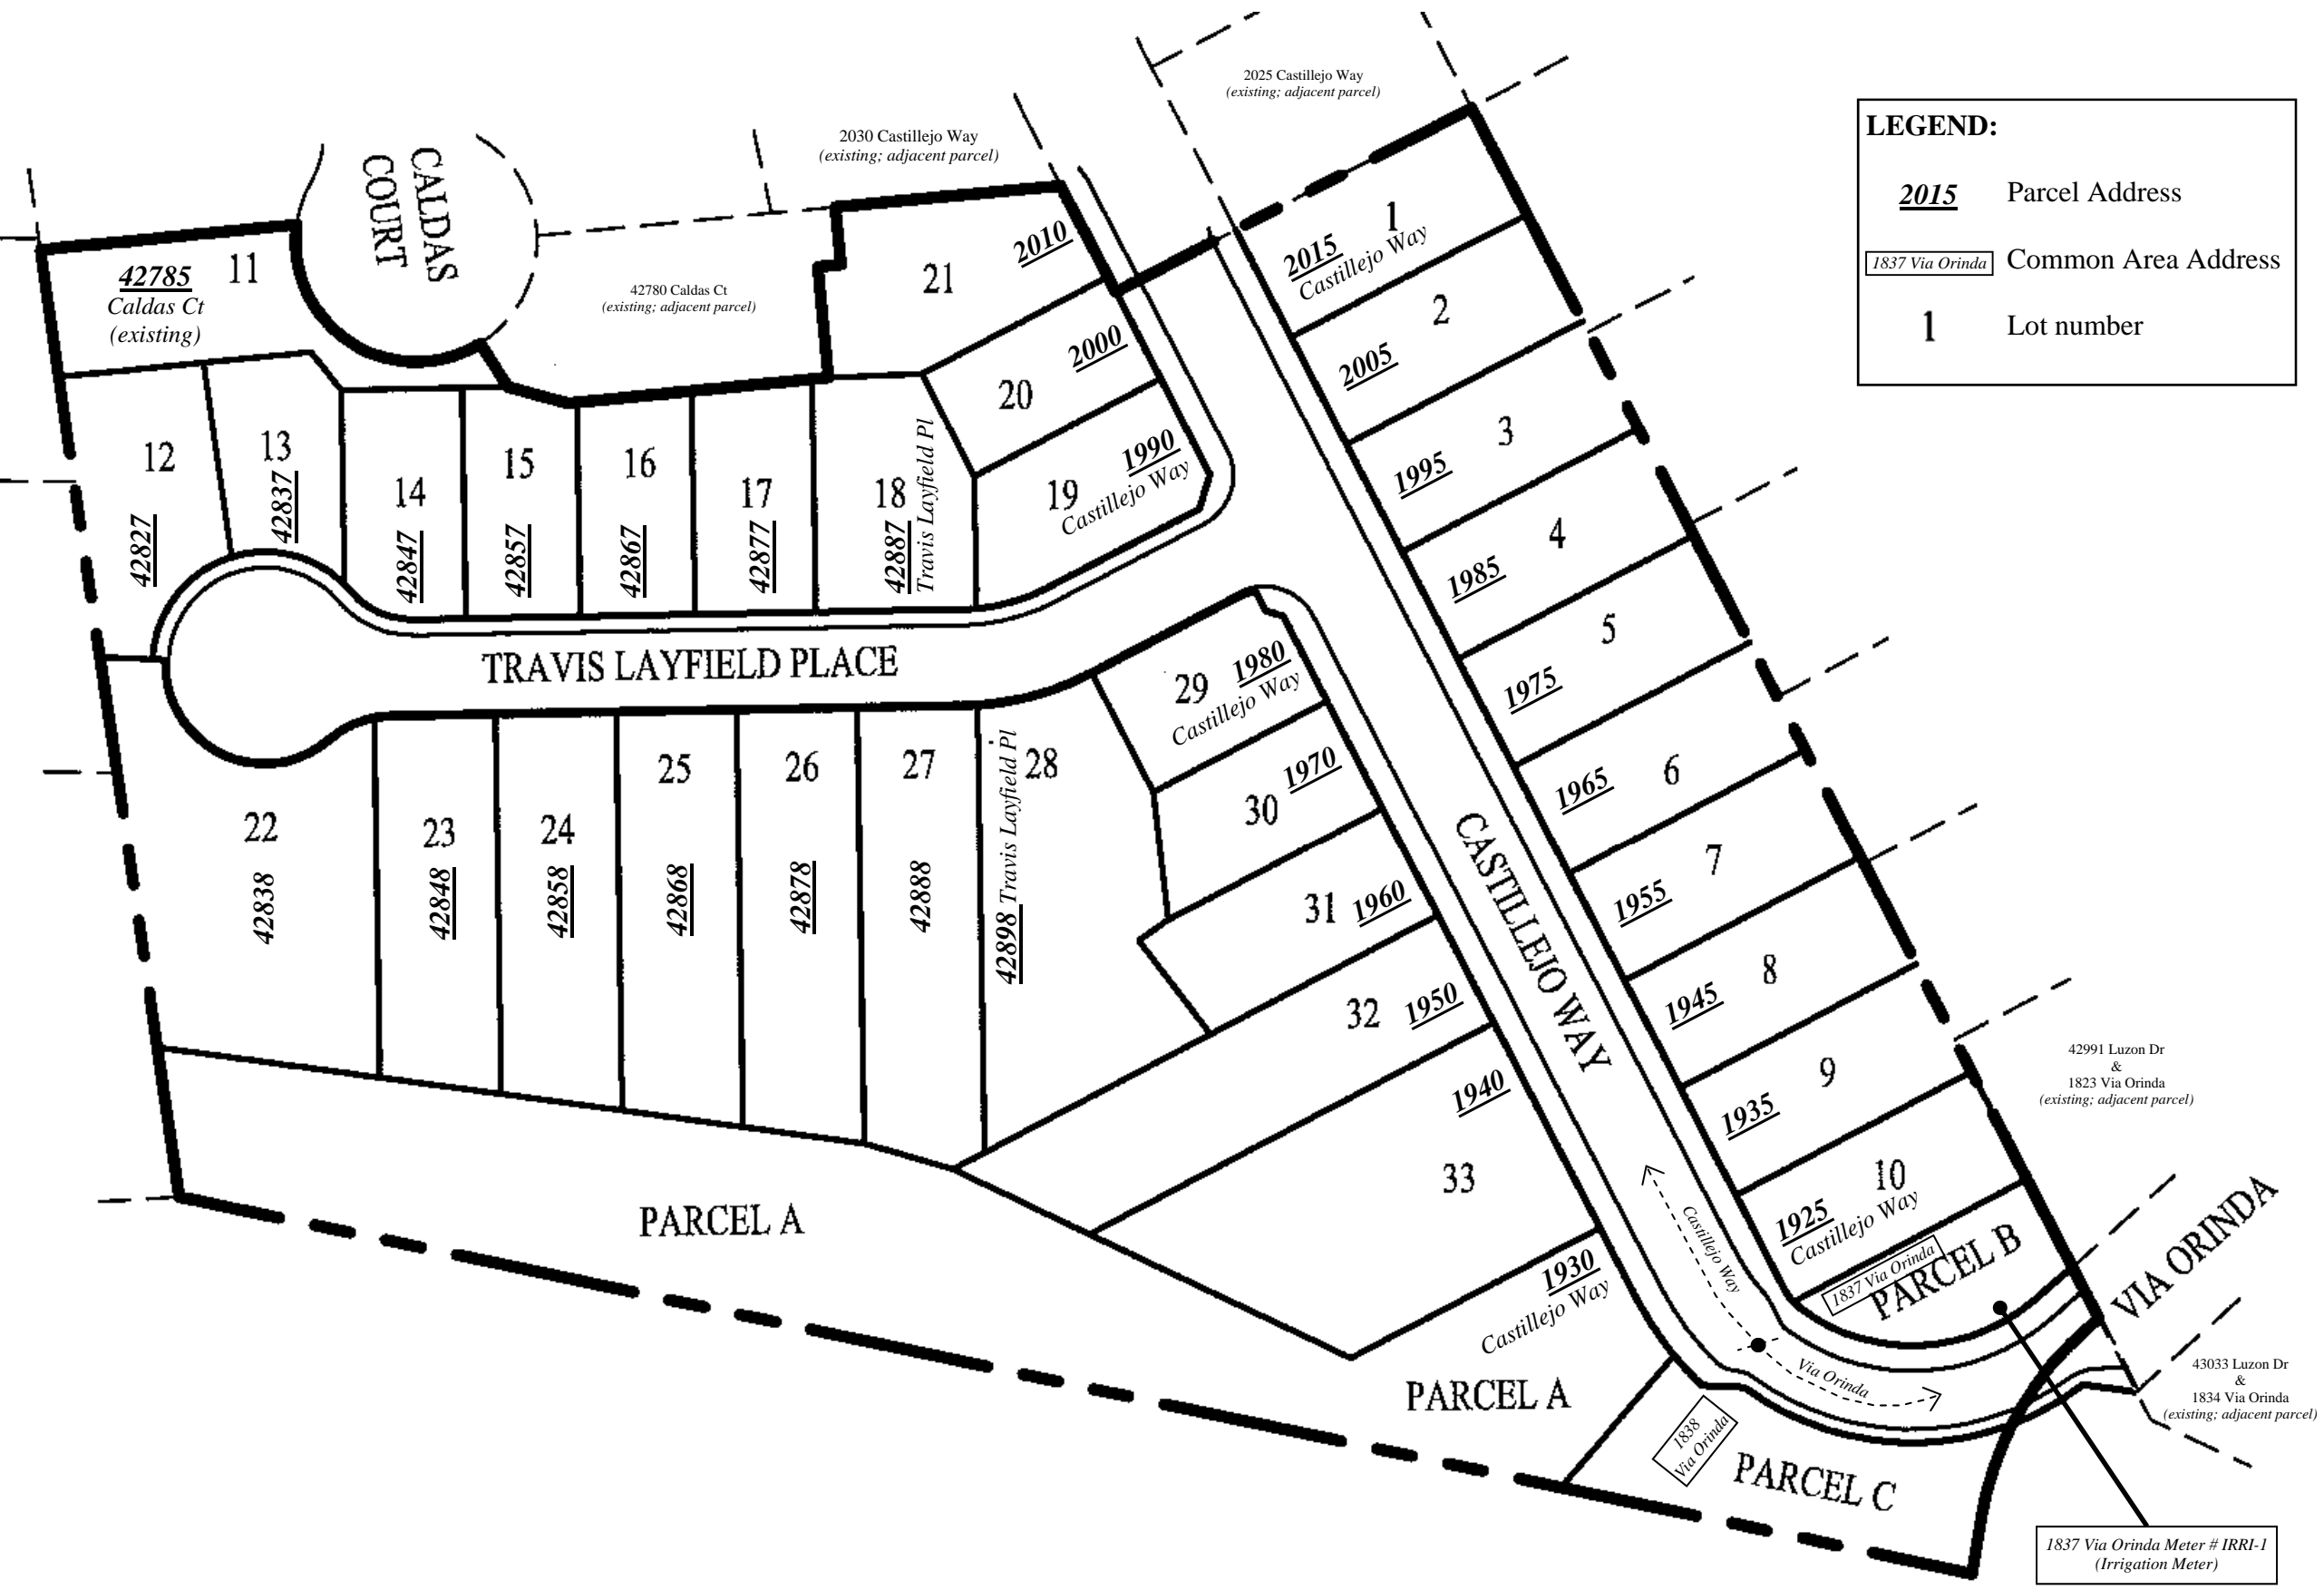 2025 Castillejo Way
(existing; adjacent parcel)
2030 Castillejo Way
(existing; adjacent parcel)
LEGEND:
2015 Parcel Address
1837 Via Orinda Common Area Address
1 Lot number
CALDAS
COURT
11
42785
Caldas Ct
(existing)
42780 Caldas Ct
(existing; adjacent parcel)
21
2010
20
2000
19
1990
Castillejo Way
1
2015
Castillejo Way
2
2005
3
1995
4
1985
5
1975
6
1965
7
1955
8
1945
9
1935
10
1925
Castillejo Way
12
42827
13
42837
14
42847
15
42857
16
42867
17
42877
18
42887
Travis Layfield Pl
TRAVIS LAYFIELD PLACE
22
42838
23
42848
24
42858
25
42868
26
42878
27
42888
28
42898 Travis Layfield Pl
29
1980
Castillejo Way
30
1970
31
1960
32
1950
1940
33
1930
Castillejo Way
CASTILLEJO WAY
Castillejo Way
Via Orinda
PARCEL A
PARCEL A
PARCEL B
1837 Via Orinda
PARCEL C
1838
Via Orinda
VIA ORINDA
42991 Luzon Dr
&
1823 Via Orinda
(existing; adjacent parcel)
43033 Luzon Dr
&
1834 Via Orinda
(existing; adjacent parcel)
1837 Via Orinda Meter # IRRI-1
(Irrigation Meter)